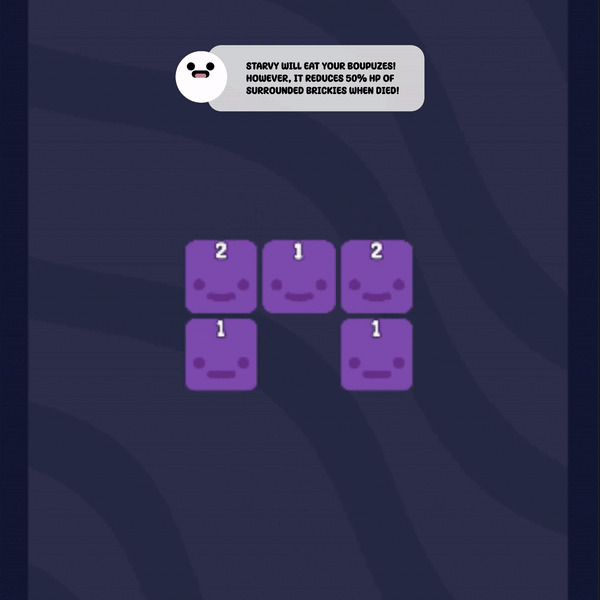 STARVY WILL EAT YOUR BOUPUZES!
HOWEVER, IT REDUCES 50% HP OF
SURROUNDED BRICKIES WHEN DIED!
2 1 2
1 1